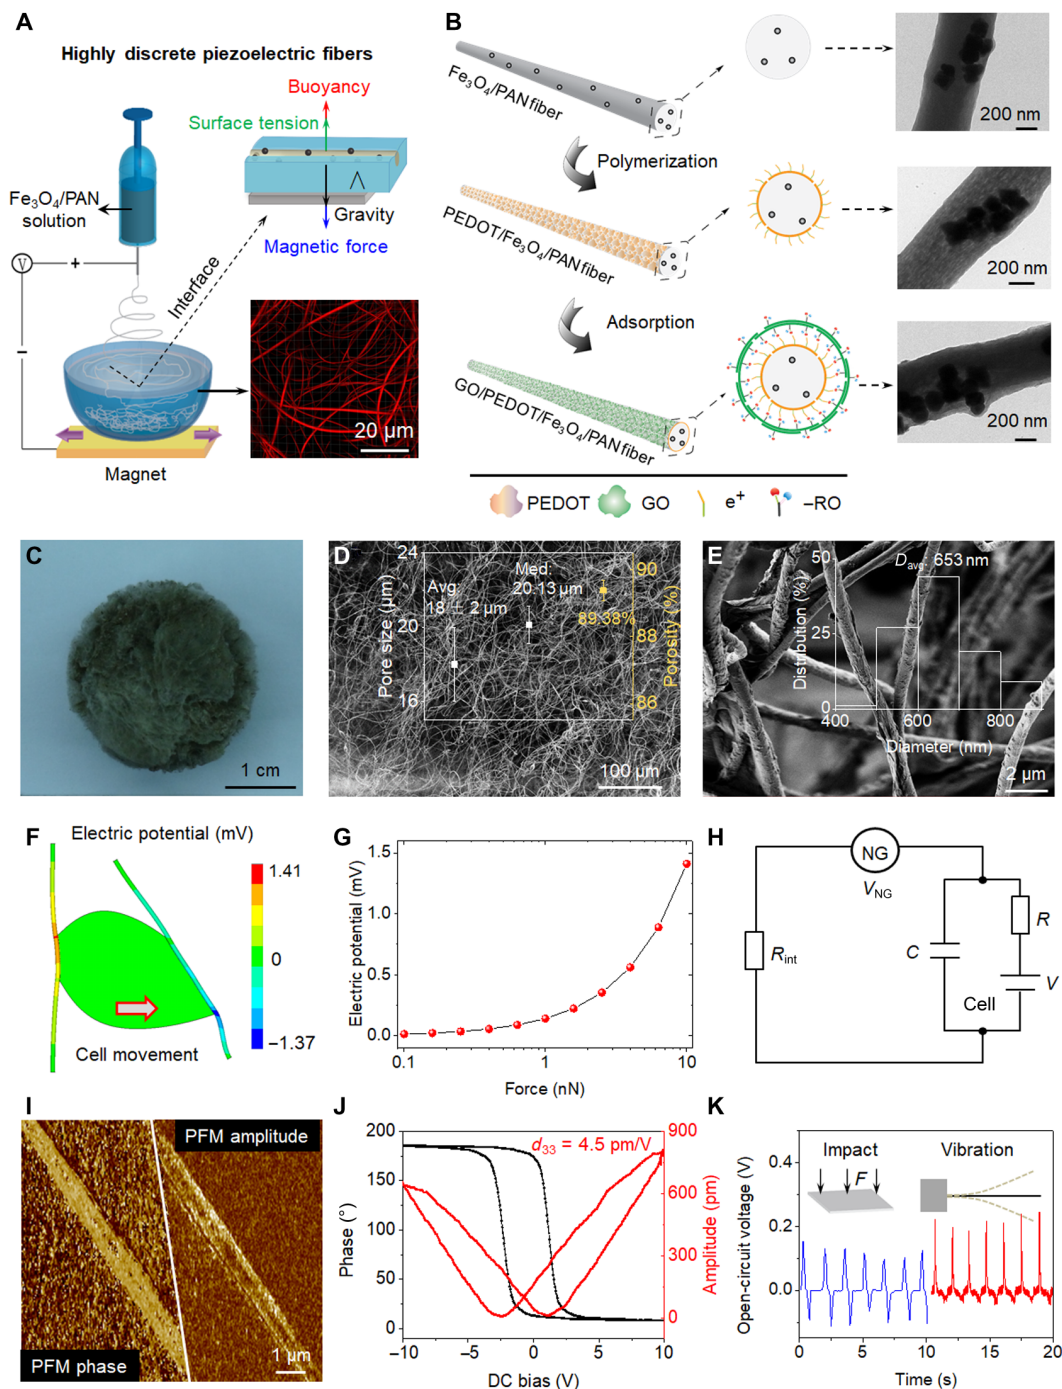 A
Highly discrete piezoelectric fibers
Buoyancy
Surface tension
Fe3O4/PAN
solution
Gravity
Magnetic force
V
+
−
Interface
20 µm
Magnet
B
Fe3O4/PAN fiber
200 nm
Polymerization
PEDOT/Fe3O4/PAN fiber
200 nm
Adsorption
GO/PEDOT/Fe3O4/PAN fiber
200 nm
PEDOT
GO
e+
–RO
C
1 cm
D
24
20
16
Pore size (µm)
Avg:
18 ± 2 µm
Med:
20.13 µm
89.38%
90
88
86
Porosity (%)
100 µm
E
50
25
0
Distribution (%)
Davg: 653 nm
400 600 800
Diameter (nm)
2 µm
F
Electric potential (mV)
1.41
0
–1.37
Cell movement
G
1.5
1.0
0.5
0.0
Electric potential (mV)
0.1 1 10
Force (nN)
H
NG
VNG
Rint
C
R
V
Cell
I
PFM amplitude
PFM phase
1 µm
J
200
150
100
50
0
Phase (°)
d33 = 4.5 pm/V
900
600
300
0
Amplitude (pm)
−10 −5 0 5 10
DC bias (V)
K
0.4
0.2
0.0
Open-circuit voltage (V)
Impact
F
Vibration
0 5 10 15 20
Time (s)